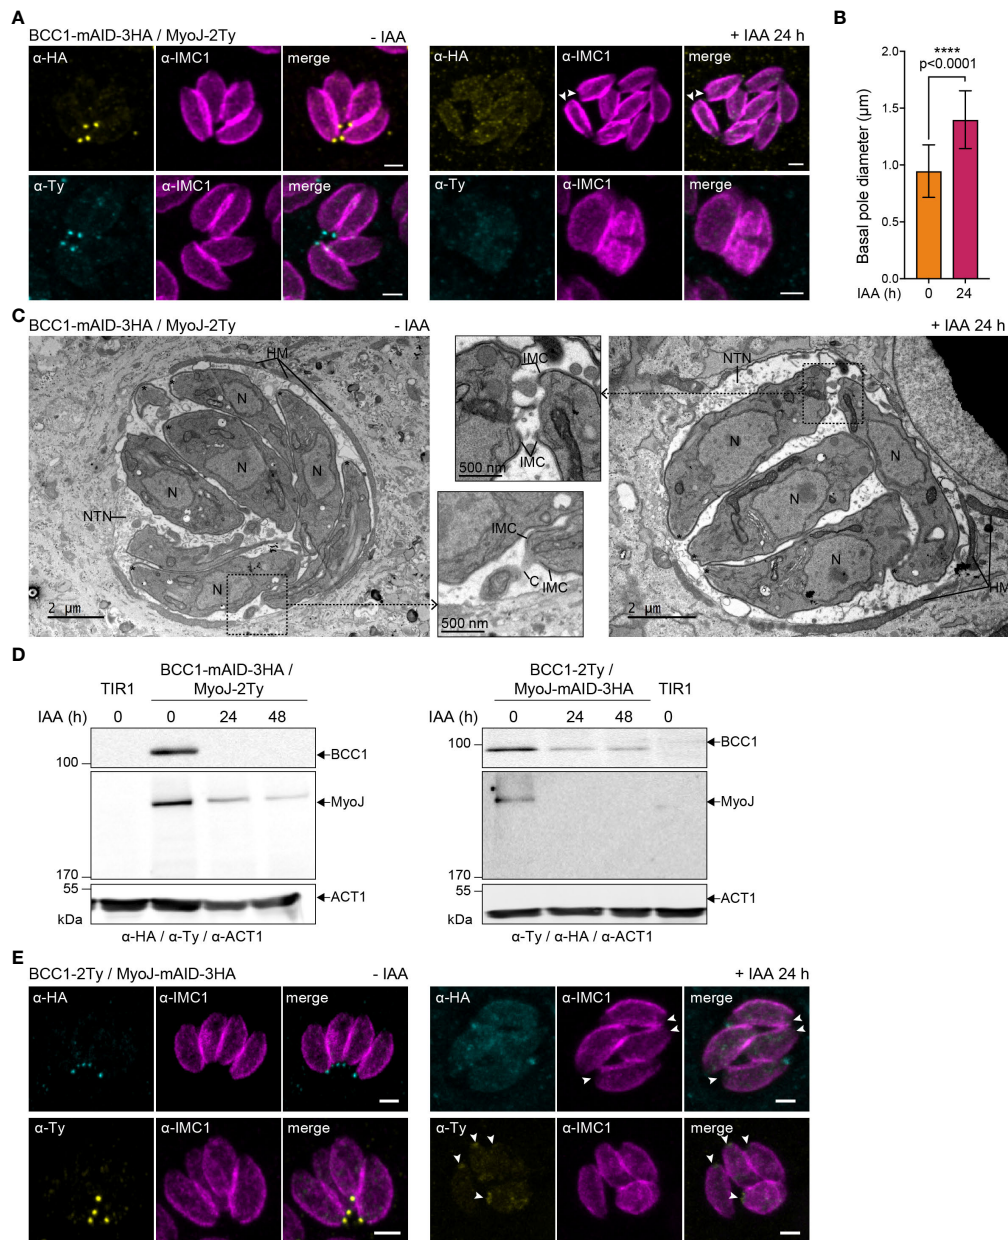 A
BCC1-mAID-3HA / MyoJ-2Ty
- IAA
+ IAA 24 h
α-HA
α-IMC1
merge
α-HA
α-IMC1
merge
α-Ty
α-IMC1
merge
α-Ty
α-IMC1
merge
B
****
p<0.0001
Basal pole diameter (µm)
2.0
1.5
1.0
0.5
0.0
IAA (h)
0
24
C
BCC1-mAID-3HA / MyoJ-2Ty
- IAA
+ IAA 24 h
HM
N
N
N
N
N
NTN
2 µm
IMC
IMC
500 nm
IMC
C
IMC
500 nm
NTN
N
N
N
N
HM
2 µm
D
BCC1-mAID-3HA /
TIR1
MyoJ-2Ty
IAA (h)
0
0
24
48
BCC1
100
MyoJ
170
55
ACT1
kDa
α-HA / α-Ty / α-ACT1
BCC1-2Ty /
MyoJ-mAID-3HA
TIR1
IAA (h)
0
24
48
0
100
BCC1
MyoJ
170
55
ACT1
kDa
α-Ty / α-HA / α-ACT1
E
BCC1-2Ty / MyoJ-mAID-3HA
- IAA
+ IAA 24 h
α-HA
α-IMC1
merge
α-HA
α-IMC1
merge
α-Ty
α-IMC1
merge
α-Ty
α-IMC1
merge